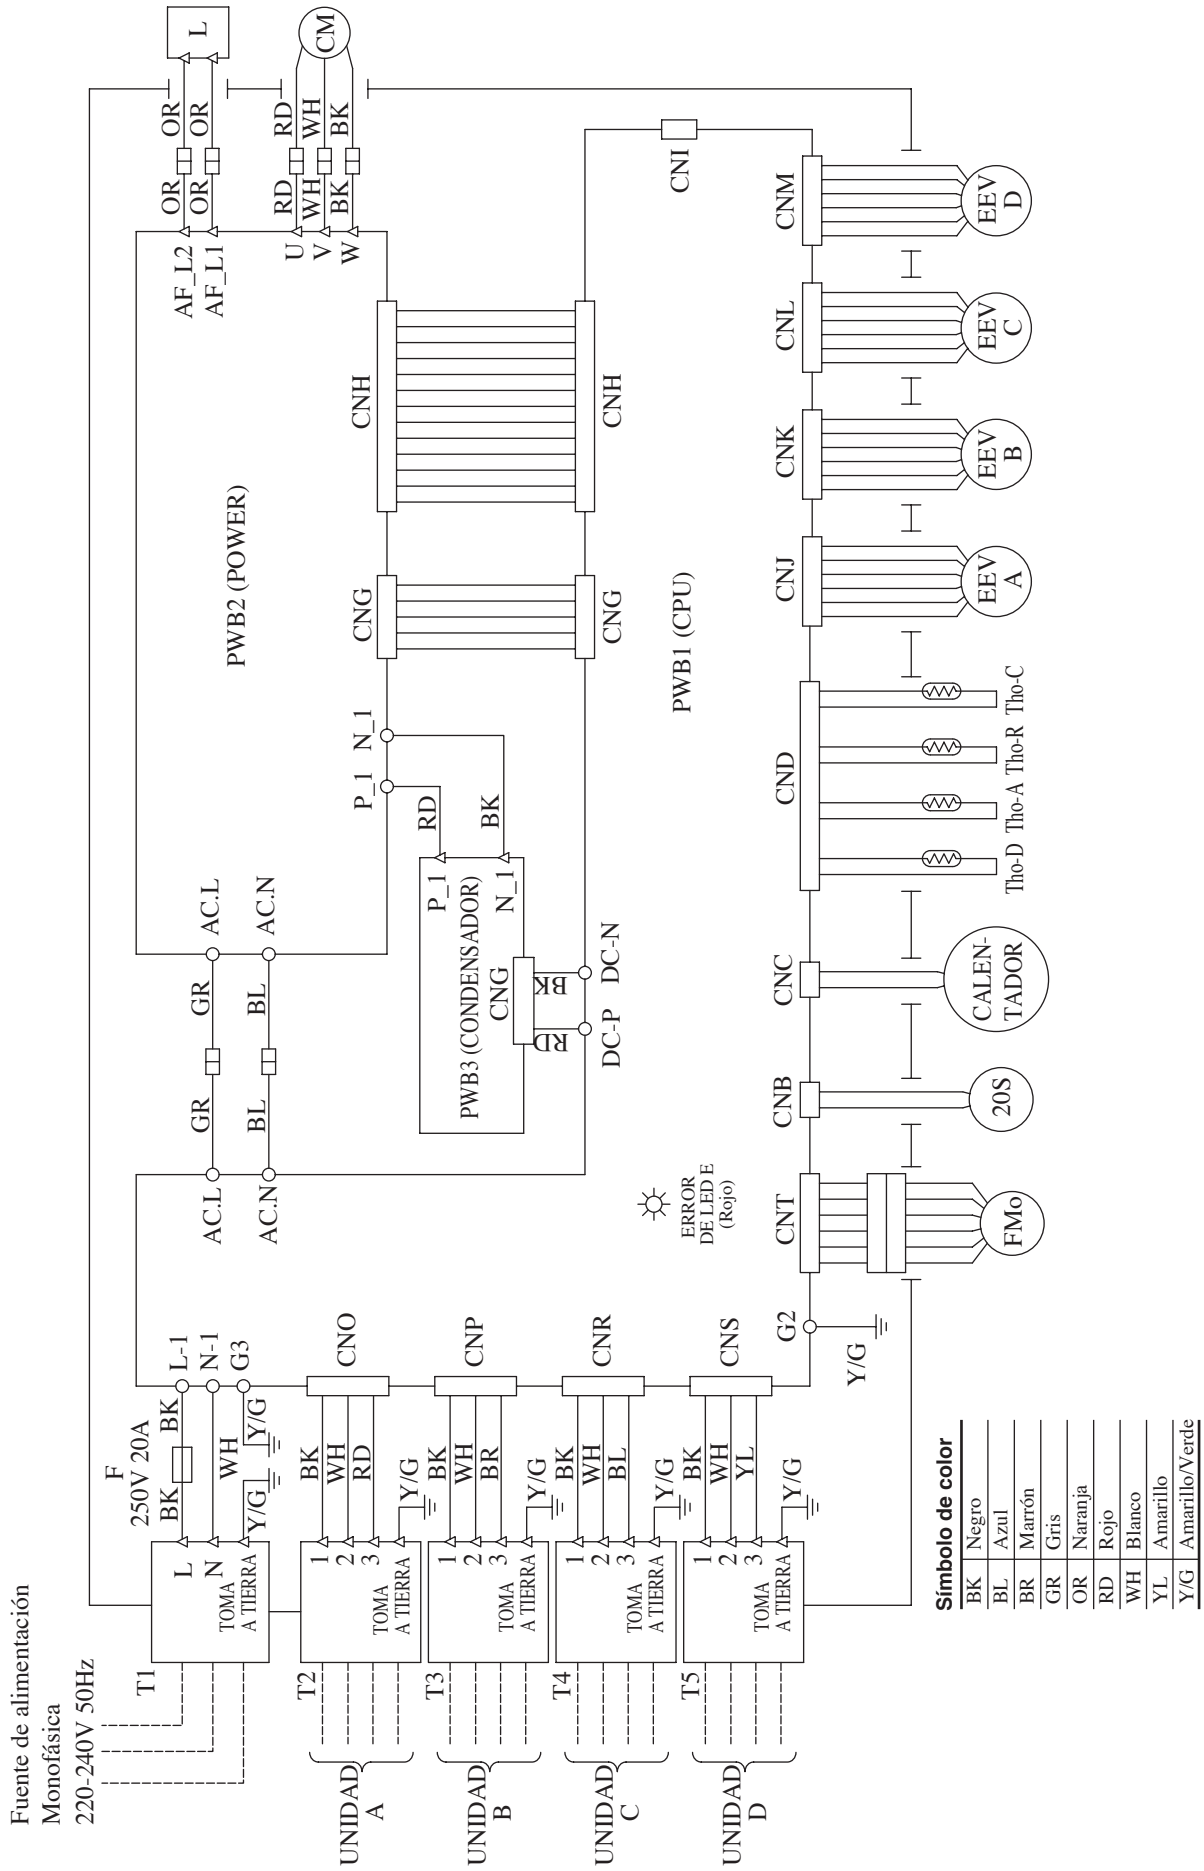 Fuente de alimentación
Monofásica
220-240V 50Hz
T1
L
N
TOMA
A TIERRA
F
250V 20A
BK
BK
WH
Y/G
Y/G
L-1
N-1
G3
AC.L
AC.N
GR
GR
BL
BL
AC.L
AC.N
PWB2 (POWER)
AF_L2
AF_L1
OR
OR
OR
OR
L
U
V
W
RD
RD
WH
WH
BK
BK
CM
UNIDAD
A
T2
1
2
3
TOMA
A TIERRA
BK
WH
RD
Y/G
CNO
UNIDAD
B
T3
1
2
3
TOMA
A TIERRA
BK
WH
BR
Y/G
CNP
UNIDAD
C
T4
1
2
3
TOMA
A TIERRA
BK
WH
BL
Y/G
CNR
UNIDAD
D
T5
1
2
3
TOMA
A TIERRA
BK
WH
YL
Y/G
CNS
P_1
N_1
RD
BK
P_1
N_1
PWB3 (CONDENSADOR)
CNG
RD
BK
DC-P
DC-N
CNG
CNH
CNG
CNH
PWB1 (CPU)
ERROR
DE LED E
(Rojo)
CNI
G2
Y/G
CNT
CNB
CNC
CND
CNJ
CNK
CNL
CNM
FMo
20S
CALEN-
TADOR
Tho-D
Tho-A
Tho-R
Tho-C
EEV
A
EEV
B
EEV
C
EEV
D
Símbolo de color
BK Negro
BL Azul
BR Marrón
GR Gris
OR Naranja
RD Rojo
WH Blanco
YL Amarillo
Y/G Amarillo/Verde